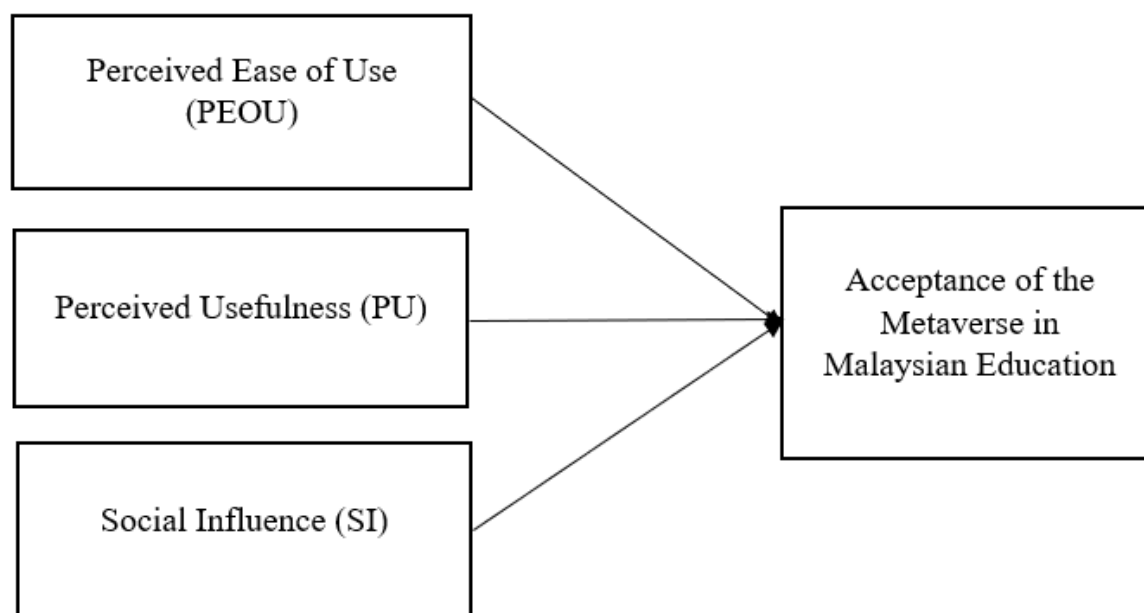 Perceived Ease of Use
(PEOU)
Perceived Usefulness (PU)
Social Influence (SI)
Acceptance of the
Metaverse in
Malaysian Education